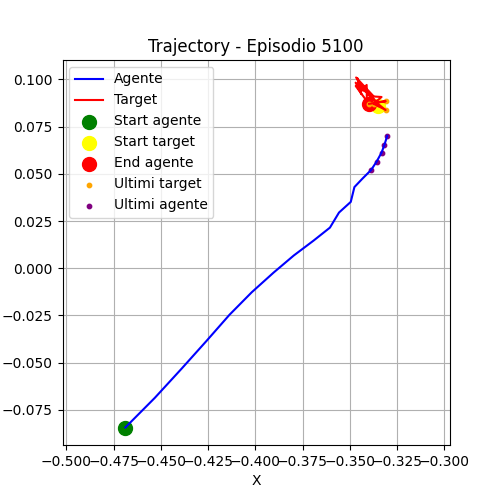 Trajectory - Episodio 5100
Agente
Target
Start agente
Start target
End agente
Ultimi target
Ultimi agente
0.100
0.075
0.050
0.025
0.000
−0.025
−0.050
−0.075
−0.500 −0.475 −0.450 −0.425 −0.400 −0.375 −0.350 −0.325 −0.300
X